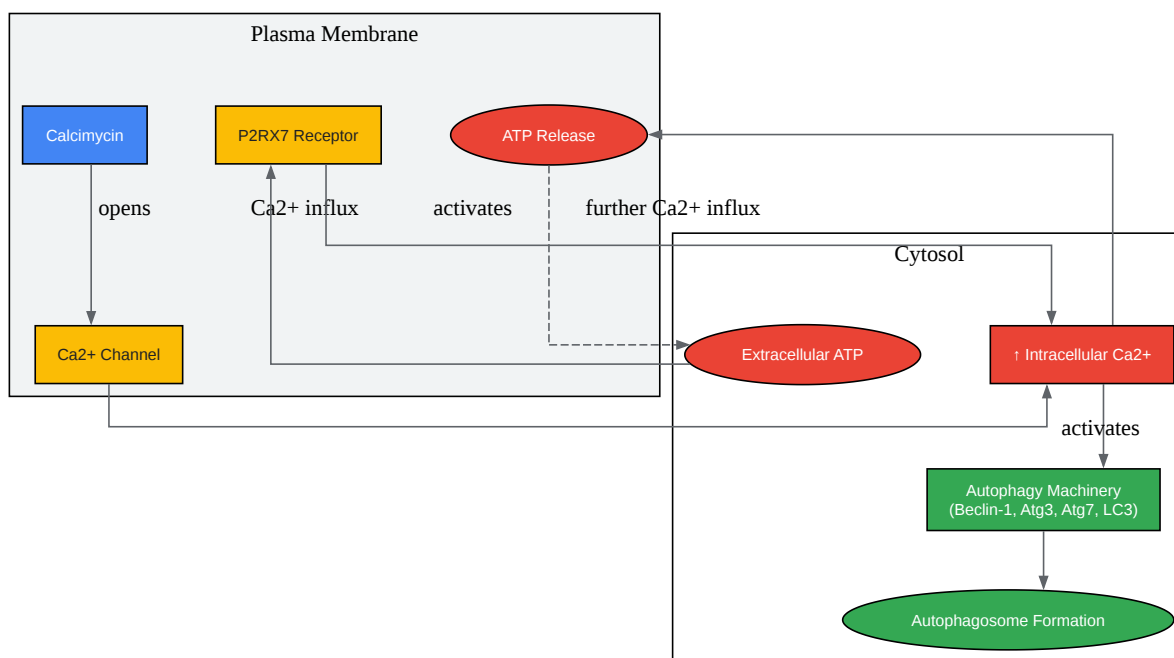 Plasma Membrane
Calcimycin
P2RX7 Receptor
ATP Release
opens
Ca2+ influx
activates
further Ca2+ influx
Cytosol
Ca2+ Channel
Extracellular ATP
↑ Intracellular Ca2+
activates
Autophagy Machinery
(Beclin-1, Atg3, Atg7, LC3)
Autophagosome Formation